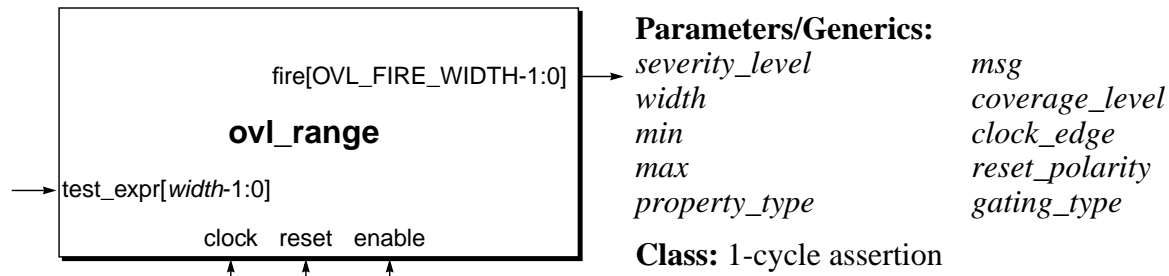 fire[OVL_FIRE_WIDTH-1:0]
ovl_range
test_expr[width-1:0]
clock reset enable
Parameters/Generics:
severity_level msg
width coverage_level
min clock_edge
max reset_polarity
property_type gating_type
Class: 1-cycle assertion